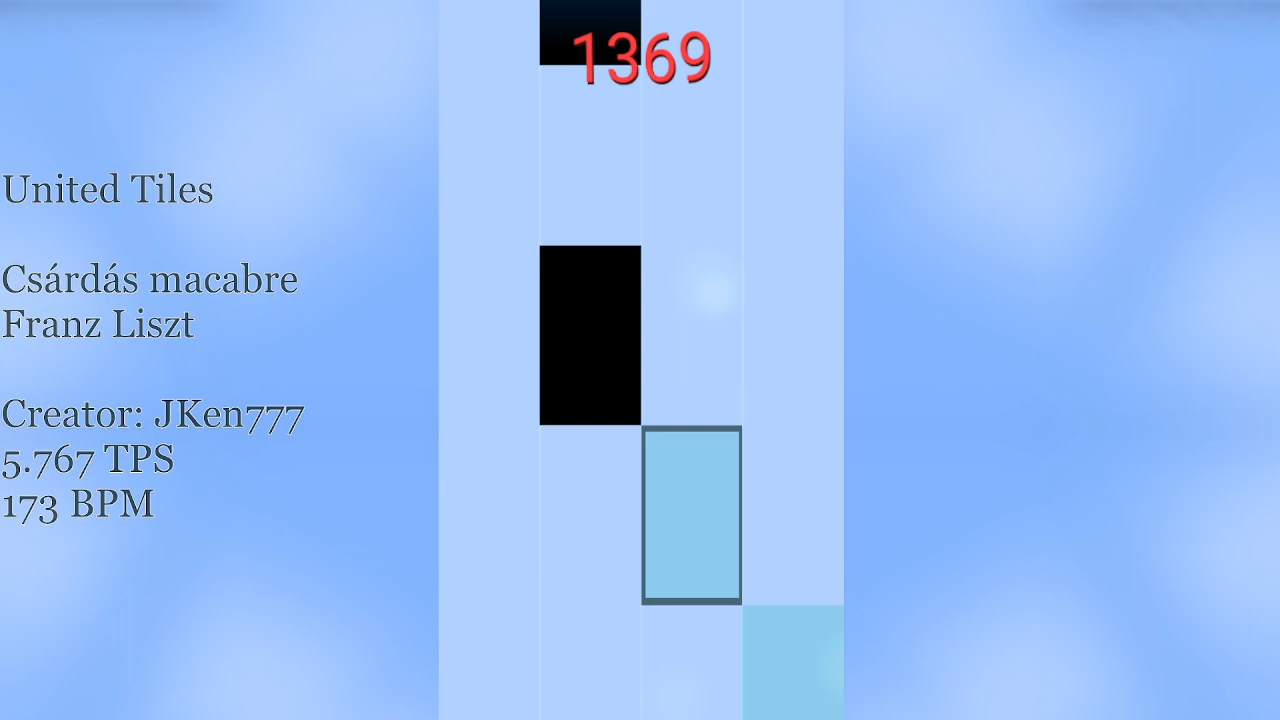 1369
United Tiles
Csárdás macabre
Franz Liszt
Creator: JKen777
5.767 TPS
173 BPM